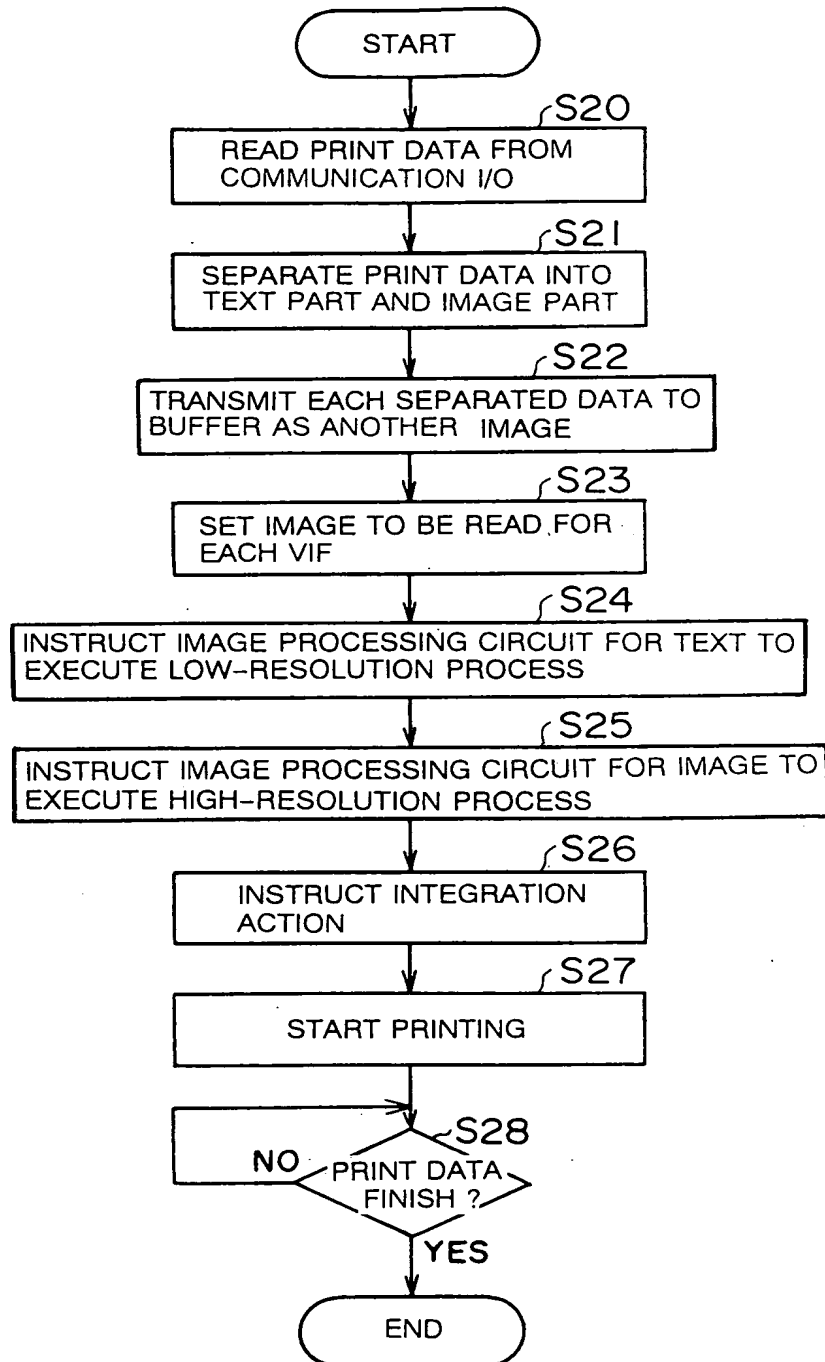 START
S20
READ PRINT DATA FROM
COMMUNICATION I/O
S21
SEPARATE PRINT DATA INTO
TEXT PART AND IMAGE PART
S22
TRANSMIT EACH SEPARATED DATA TO
BUFFER AS ANOTHER IMAGE
S23
SET IMAGE TO BE READ FOR
EACH VIF
S24
INSTRUCT IMAGE PROCESSING CIRCUIT FOR TEXT TO
EXECUTE LOW-RESOLUTION PROCESS
S25
INSTRUCT IMAGE PROCESSING CIRCUIT FOR IMAGE TO
EXECUTE HIGH-RESOLUTION PROCESS
S26
INSTRUCT INTEGRATION
ACTION
S27
START PRINTING
S28
NO
PRINT DATA
FINISH ?
YES
END